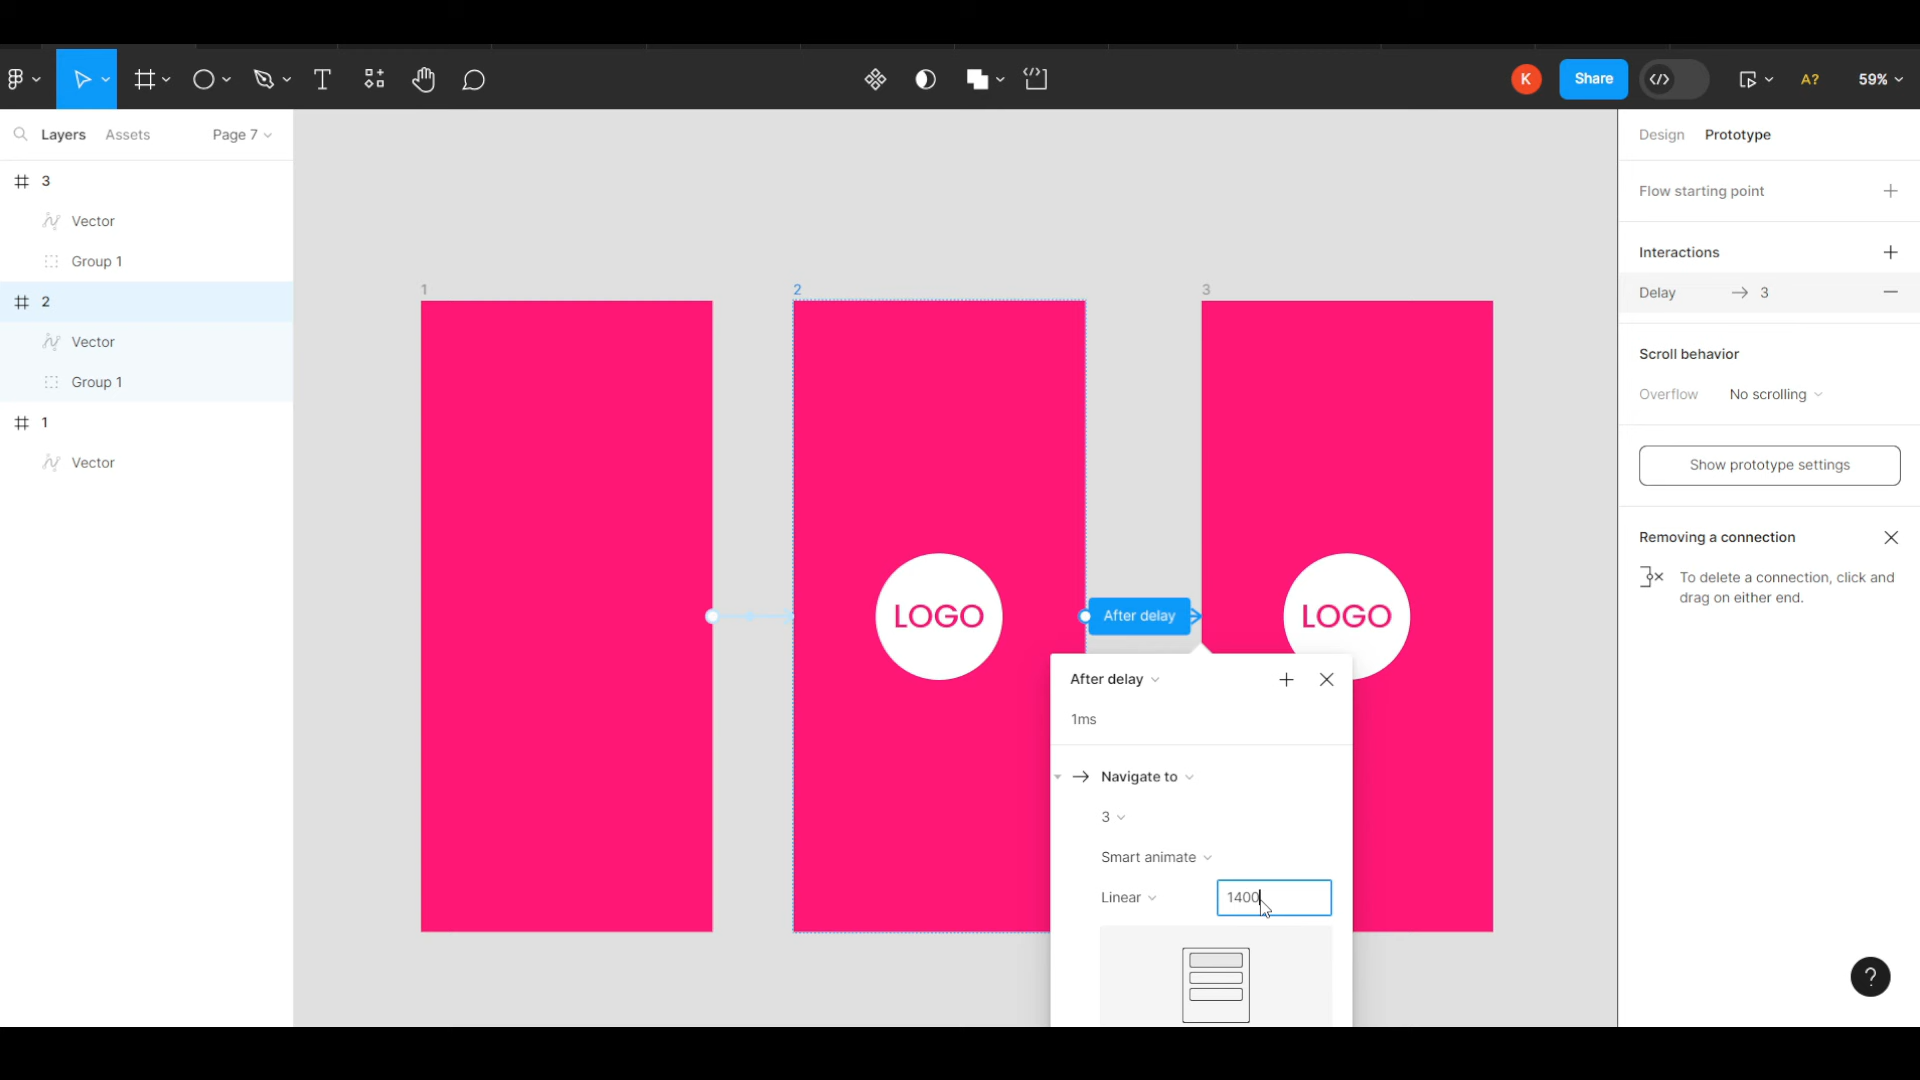 K
Share
A?
59%
Layers
Assets
Page 7
3
Vector
Group 1
2
Vector
Group 1
1
Vector
1
2
3
LOGO
LOGO
After delay
After delay
1ms
Navigate to
3
Smart animate
Linear
1400
Design
Prototype
Flow starting point
Interactions
Delay
3
Scroll behavior
Overflow
No scrolling
Show prototype settings
Removing a connection
To delete a connection, click and
drag on either end.
?